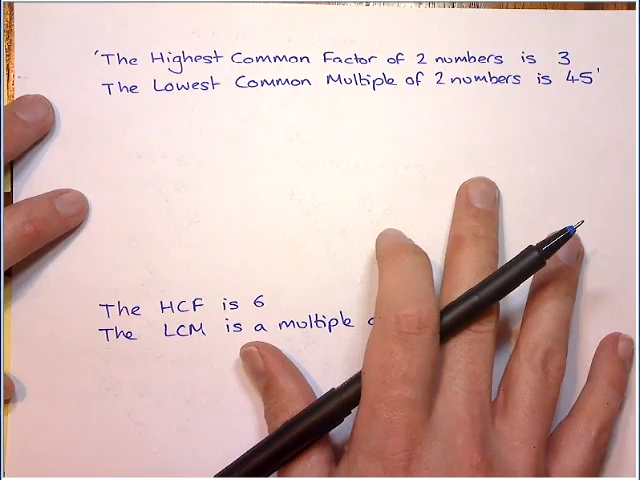 'The Highest Common Factor of 2 numbers is 3
The Lowest Common Multiple of 2 numbers is 45'
The HCF is 6
The LCM is a multiple